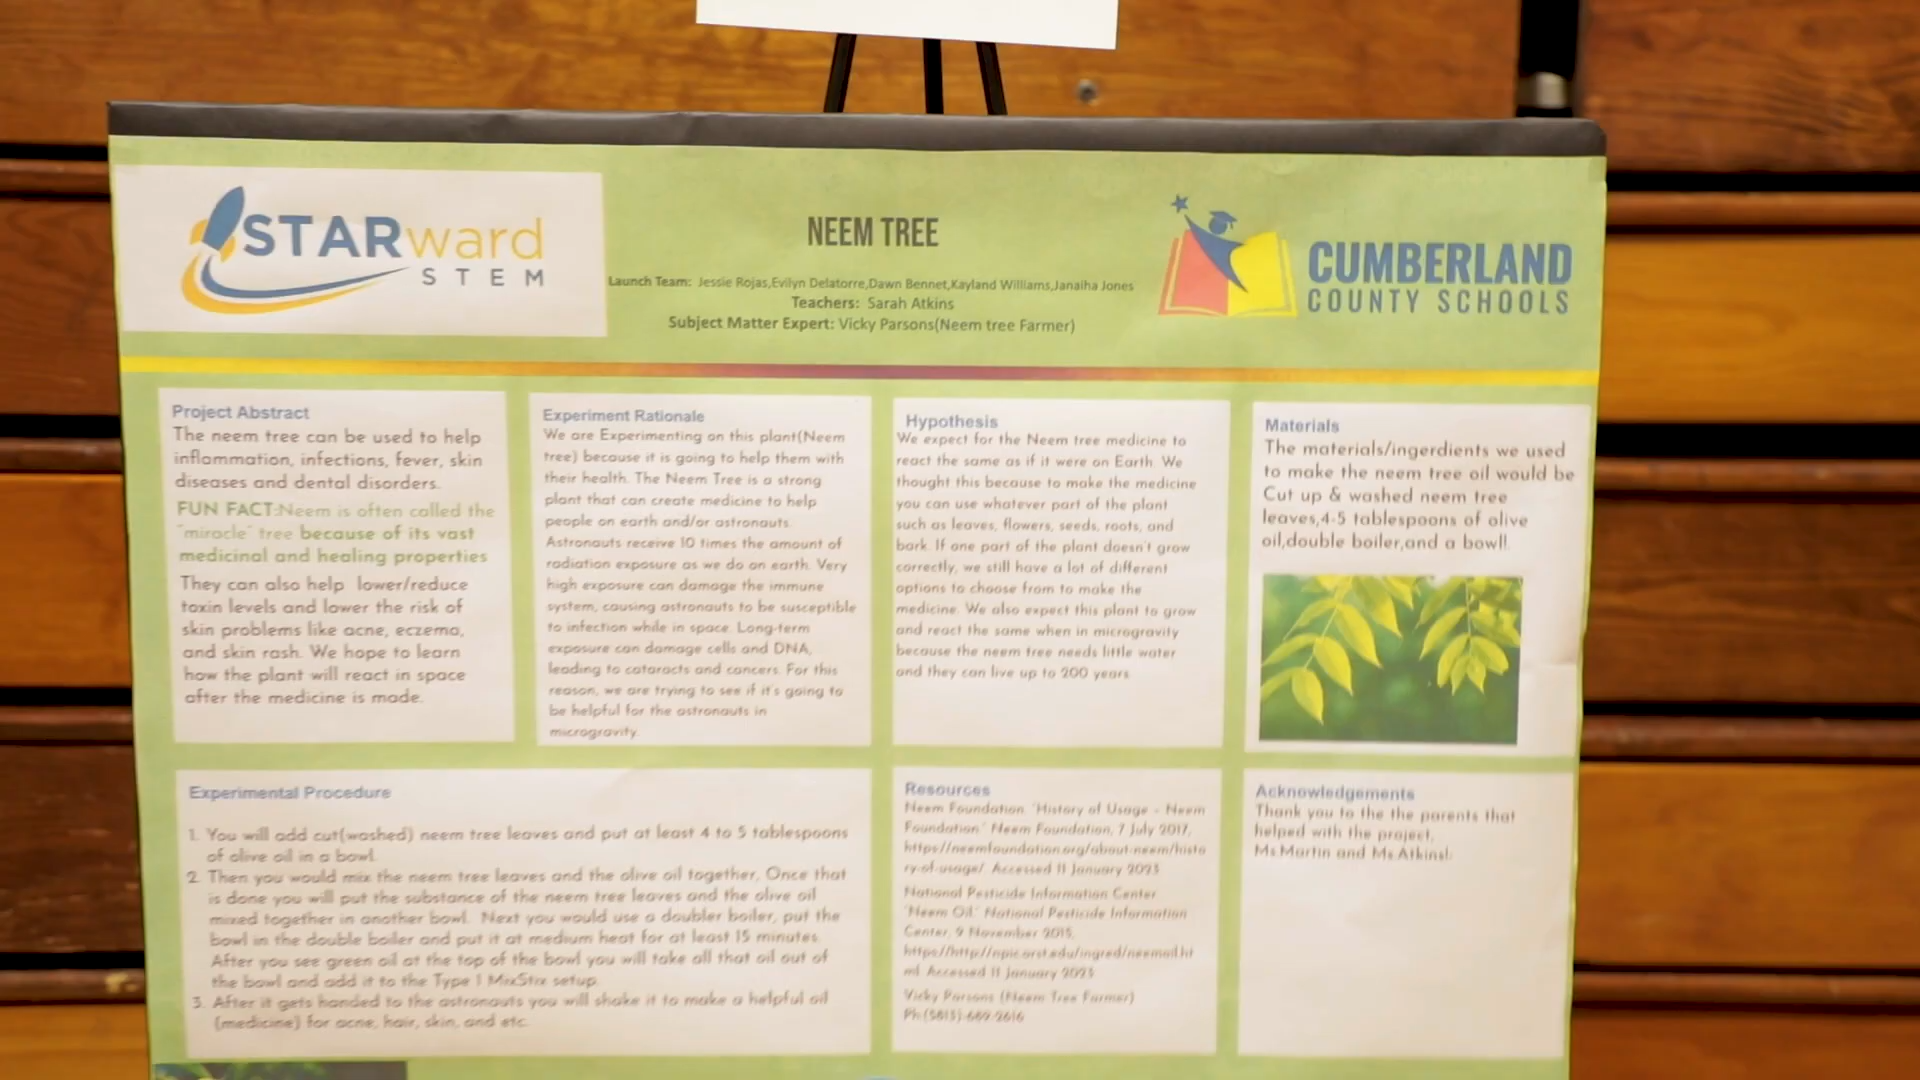 STARward
STEM
NEEM TREE
Launch Team: Jessie Rojas,Evilyn Delatorre,Dawn Bennet,Kayland Williams,Janaiha Jones
Teachers: Sarah Atkins
Subject Matter Expert: Vicky Parsons(Neem tree Farmer)
CUMBERLAND
COUNTY SCHOOLS
Project Abstract
The neem tree can be used to help
inflammation, infections, fever, skin
diseases and dental disorders.
FUN FACT:Neem is often called the
"miracle" tree because of its vast
medicinal and healing properties
They can also help lower/reduce
toxin levels and lower the risk of
skin problems like acne, eczema,
and skin rash. We hope to learn
how the plant will react in space
after the medicine is made.
Experiment Rationale
We are Experimenting on this plant(Neem
tree) because it is going to help them with
their health. The Neem Tree is a strong
plant that can create medicine to help
people on earth and/or astronauts.
Astronauts receive 10 times the amount of
radiation exposure as we do on earth. Very
high exposure can damage the immune
system, causing astronauts to be susceptible
to infection while in space. Long-term
exposure can damage cells and DNA,
leading to cataracts and cancers. For this
reason, we are trying to see if it's going to
be helpful for the astronauts in
microgravity.
Hypothesis
We expect for the Neem tree medicine to
react the same as if it were on Earth. We
thought this because to make the medicine
you can use whatever part of the plant
such as leaves, flowers, seeds, roots, and
bark. If one part of the plant doesn't grow
correctly, we still have a lot of different
options to choose from to make the
medicine. We also expect this plant to grow
and react the same when in microgravity
because the neem tree needs little water
and they can live up to 200 years
Materials
The materials/ingerdients we used
to make the neem tree oil would be
Cut up & washed neem tree
leaves,4-5 tablespoons of olive
oil,double boiler,and a bowl!
Experimental Procedure
1. You will add cut(washed) neem tree leaves and put at least 4 to 5 tablespoons
of olive oil in a bowl.
2. Then you would mix the neem tree leaves and the olive oil together, Once that
is done you will put the substance of the neem tree leaves and the olive oil
mixed together in another bowl. Next you would use a doubler boiler, put the
bowl in the double boiler and put it at medium heat for at least 15 minutes.
After you see green oil at the top of the bowl you will take all that oil out of
the bowl and add it to the Type 1 MixStix setup.
3. After it gets handed to the astronauts you will shake it to make a helpful oil
(medicine) for acne, hair, skin, and etc.
Resources
Neem Foundation. "History of Usage - Neem
Foundation." Neem Foundation, 7 July 2017,
https://neemfoundation.org/about-neem/histo
ry-of-usage/. Accessed 11 January 2023
National Pesticide Information Center
"Neem Oil." National Pesticide Information
Center, 9 November 2015,
https://http://npic.orst.edu/ingred/neemoil.ht
ml. Accessed 11 January 2023
Vicky Parsons (Neem Tree Farmer)
Acknowledgements
Thank you to the the parents that
helped with the project,
Ms.Martin and Ms.Atkins!